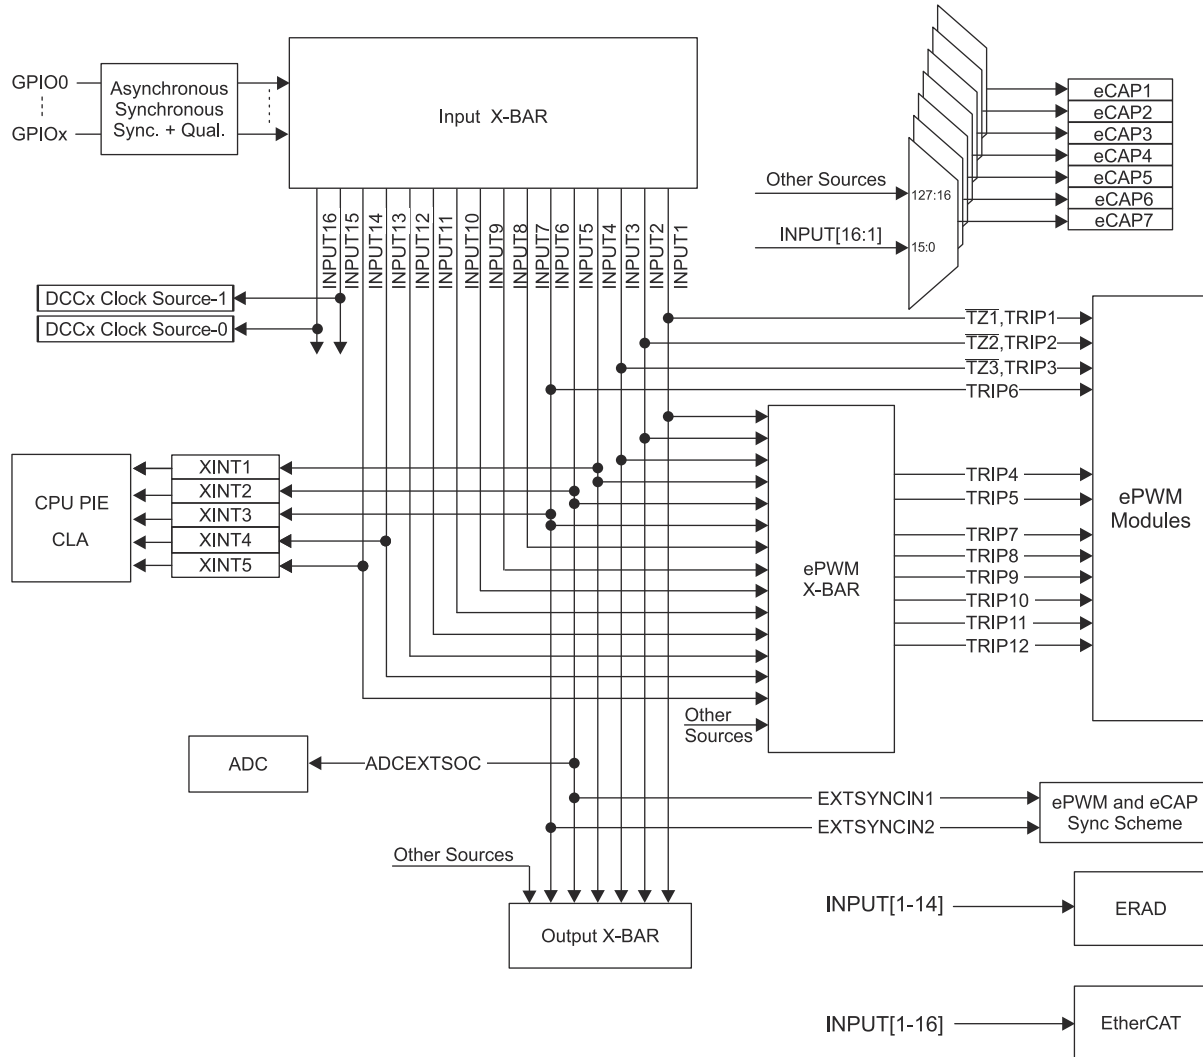 GPIO0
GPIOx
Asynchronous
Synchronous
Sync. + Qual.
Input X-BAR
INPUT16
INPUT15
INPUT14
INPUT13
INPUT12
INPUT11
INPUT10
INPUT9
INPUT8
INPUT7
INPUT6
INPUT5
INPUT4
INPUT3
INPUT2
INPUT1
Other Sources
INPUT[16:1]
127:16
15:0
eCAP1
eCAP2
eCAP3
eCAP4
eCAP5
eCAP6
eCAP7
DCCx Clock Source-1
DCCx Clock Source-0
TZ1,TRIP1
TZ2,TRIP2
TZ3,TRIP3
TRIP6
CPU PIE
CLA
XINT1
XINT2
XINT3
XINT4
XINT5
ePWM
X-BAR
TRIP4
TRIP5
TRIP7
TRIP8
TRIP9
TRIP10
TRIP11
TRIP12
ePWM
Modules
Other
Sources
ADC
ADCEXTSOC
EXTSYNCIN1
EXTSYNCIN2
ePWM and eCAP
Sync Scheme
Other Sources
Output X-BAR
INPUT[1-14]
ERAD
INPUT[1-16]
EtherCAT